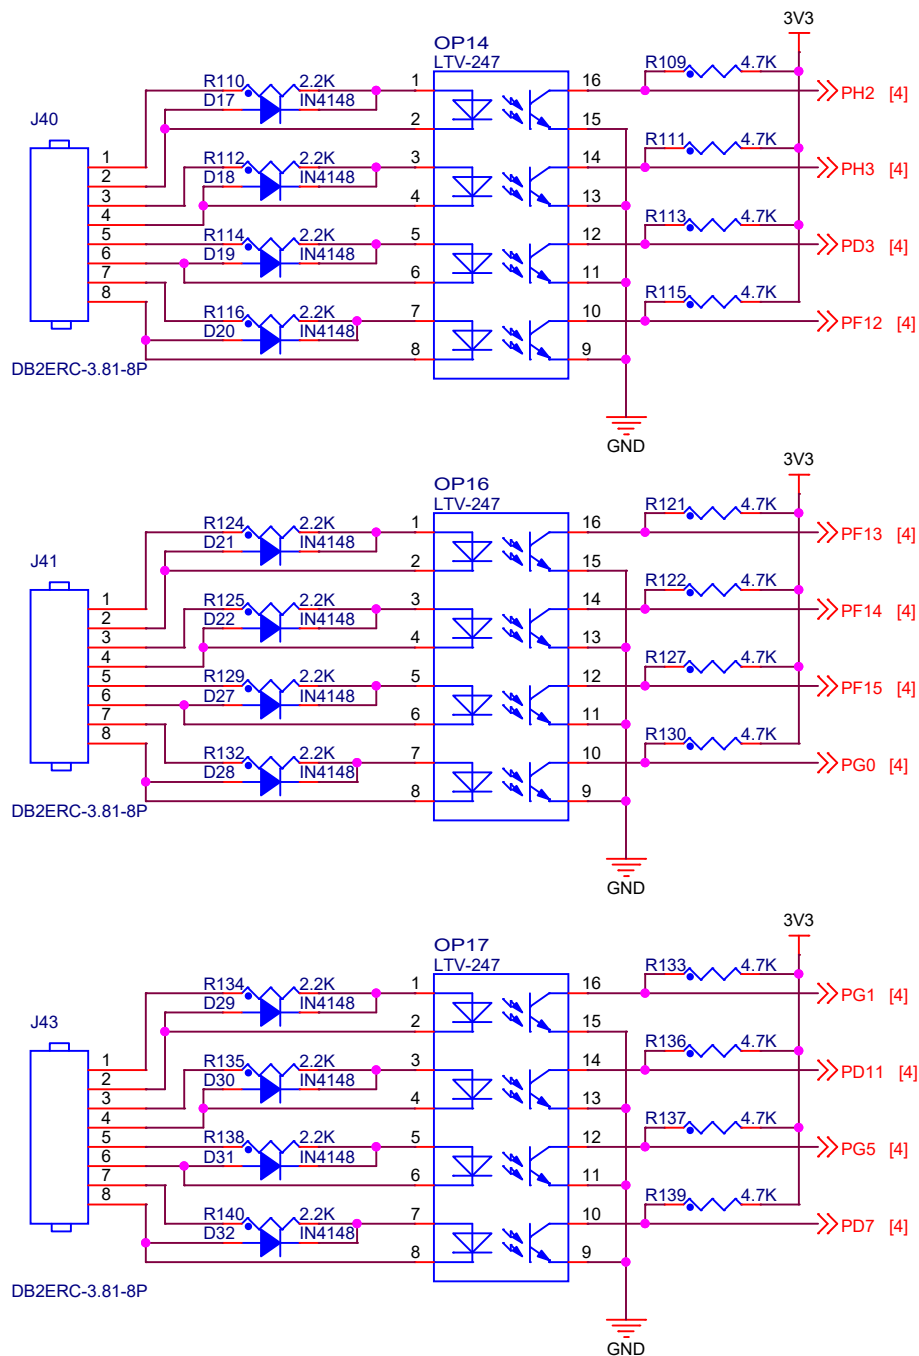 3V3
OP14
LTV-247
R109 4.7K
R110 2.2K 1 16
D17 IN4148 PH2 [4]
J40
2 15
R111 4.7K
1 R112 2.2K 3 14
2 D18 IN4148 PH3 [4]
3
4 4 13
R113 4.7K
5 R114 2.2K 5 12
6 D19 IN4148 PD3 [4]
7 6 11
8
R115 4.7K
R116 2.2K 7 10
D20 IN4148 PF12 [4]
8 9
DB2ERC-3.81-8P
GND
3V3
OP16
LTV-247
R121 4.7K
R124 2.2K 1 16
D21 IN4148 PF13 [4]
J41
2 15
R122 4.7K
1 R125 2.2K 3 14
2 D22 IN4148 PF14 [4]
3
4 4 13
R127 4.7K
5 R129 2.2K 5 12
6 D27 IN4148 PF15 [4]
7 6 11
8
R130 4.7K
R132 2.2K 7 10
D28 IN4148 PG0 [4]
8 9
DB2ERC-3.81-8P
GND
3V3
OP17
LTV-247
R133 4.7K
R134 2.2K 1 16
D29 IN4148 PG1 [4]
J43
2 15
R136 4.7K
1 R135 2.2K 3 14
2 D30 IN4148 PD11 [4]
3
4 4 13
R137 4.7K
5 R138 2.2K 5 12
6 D31 IN4148 PG5 [4]
7 6 11
8
R139 4.7K
R140 2.2K 7 10
D32 IN4148 PD7 [4]
8 9
DB2ERC-3.81-8P
GND